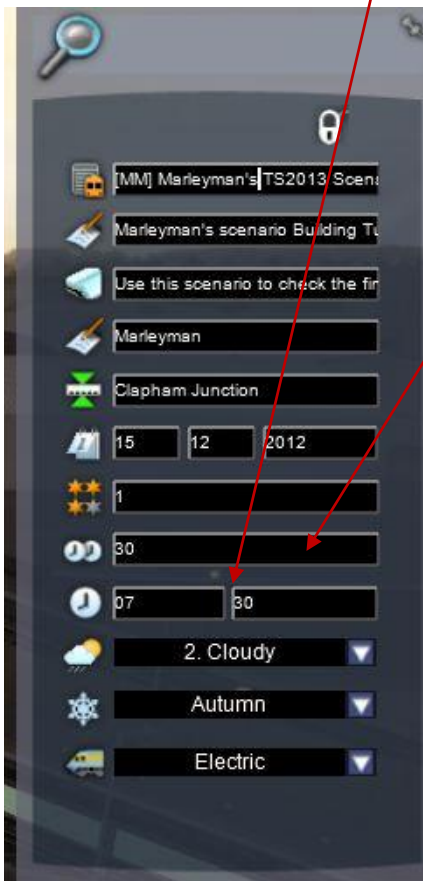 [MM] Marleyman's TS2013 Scena
Marleyman's scenario Building Tu
Use this scenario to check the fir
Marleyman
Clapham Junction
15 12 2012
1
30
07 30
2. Cloudy
Autumn
Electric